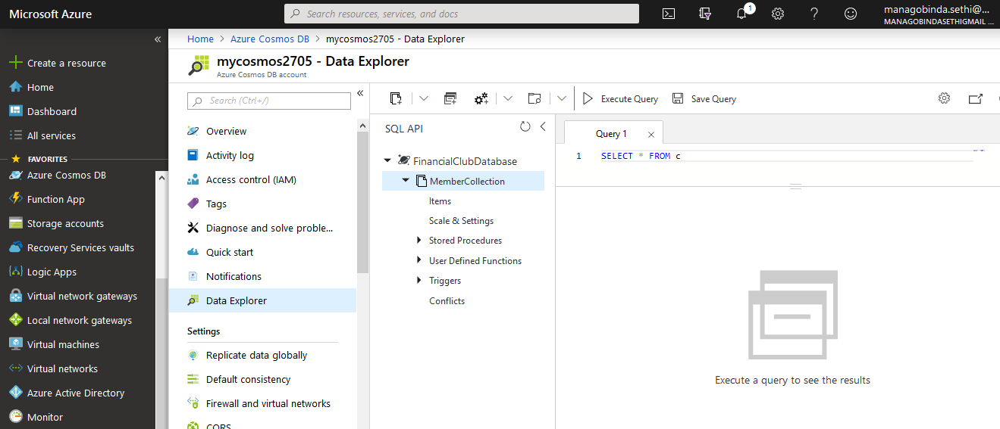 Microsoft Azure
Search resources, services, and docs
1
managobinda.sethi@...
MANAGOBINDASETHIGMAIL ...
«
Create a resource
Home
Dashboard
All services
FAVORITES
Azure Cosmos DB
Function App
Storage accounts
Recovery Services vaults
Logic Apps
Virtual network gateways
Local network gateways
Virtual machines
Virtual networks
Azure Active Directory
Monitor
Home > Azure Cosmos DB > mycosmos2705 - Data Explorer
mycosmos2705 - Data Explorer
Azure Cosmos DB account
Search (Ctrl+/)
«
Overview
Activity log
Access control (IAM)
Tags
Diagnose and solve proble...
Quick start
Notifications
Data Explorer
Settings
Replicate data globally
Default consistency
Firewall and virtual networks
CORS
Execute Query
Save Query
SQL API
FinancialClubDatabase
MemberCollection
Items
Scale & Settings
Stored Procedures
User Defined Functions
Triggers
Conflicts
Query 1
1 SELECT * FROM c
Execute a query to see the results